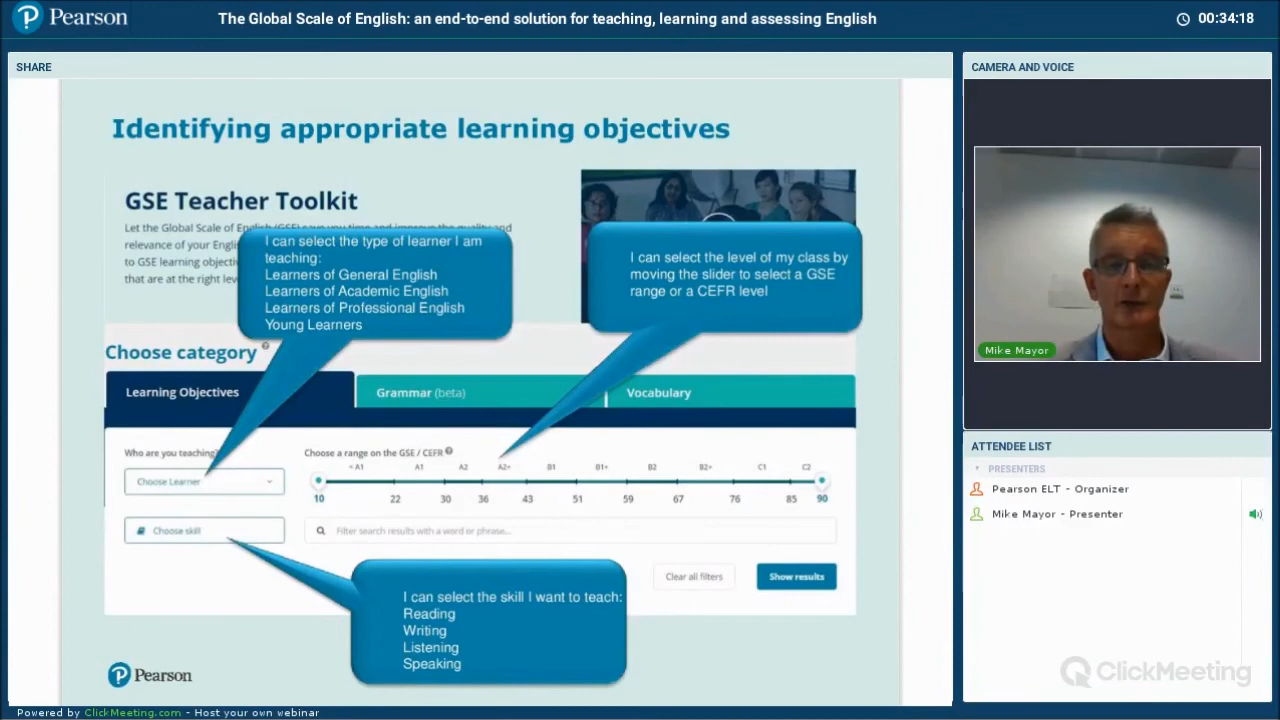 Pearson
The Global Scale of English: an end-to-end solution for teaching, learning and assessing English
00:34:18
SHARE
Identifying appropriate learning objectives
GSE Teacher Toolkit
Let the Global Scale of English (GSE) save you time and improve the quality and
relevance of your Engli
to GSE learning objecti
that are at the right lev
I can select the type of learner I am
teaching:
Learners of General English
Learners of Academic English
Learners of Professional English
Young Learners
I can select the level of my class by
moving the slider to select a GSE
range or a CEFR level
Choose category
Learning Objectives
Grammar (beta)
Vocabulary
Who are you teaching?
Choose a range on the GSE / CEFR
Choose Learner
< A1 A1 A2 A2+ B1 B1+ B2 B2+ C1 C2
10 22 30 36 43 51 59 67 76 85 90
Choose skill
Filter search results with a word or phrase...
Clear all filters
Show results
I can select the skill I want to teach:
Reading
Writing
Listening
Speaking
Pearson
CAMERA AND VOICE
Mike Mayor
ATTENDEE LIST
PRESENTERS
Pearson ELT - Organizer
Mike Mayor - Presenter
ClickMeeting
Powered by ClickMeeting.com - Host your own webinar